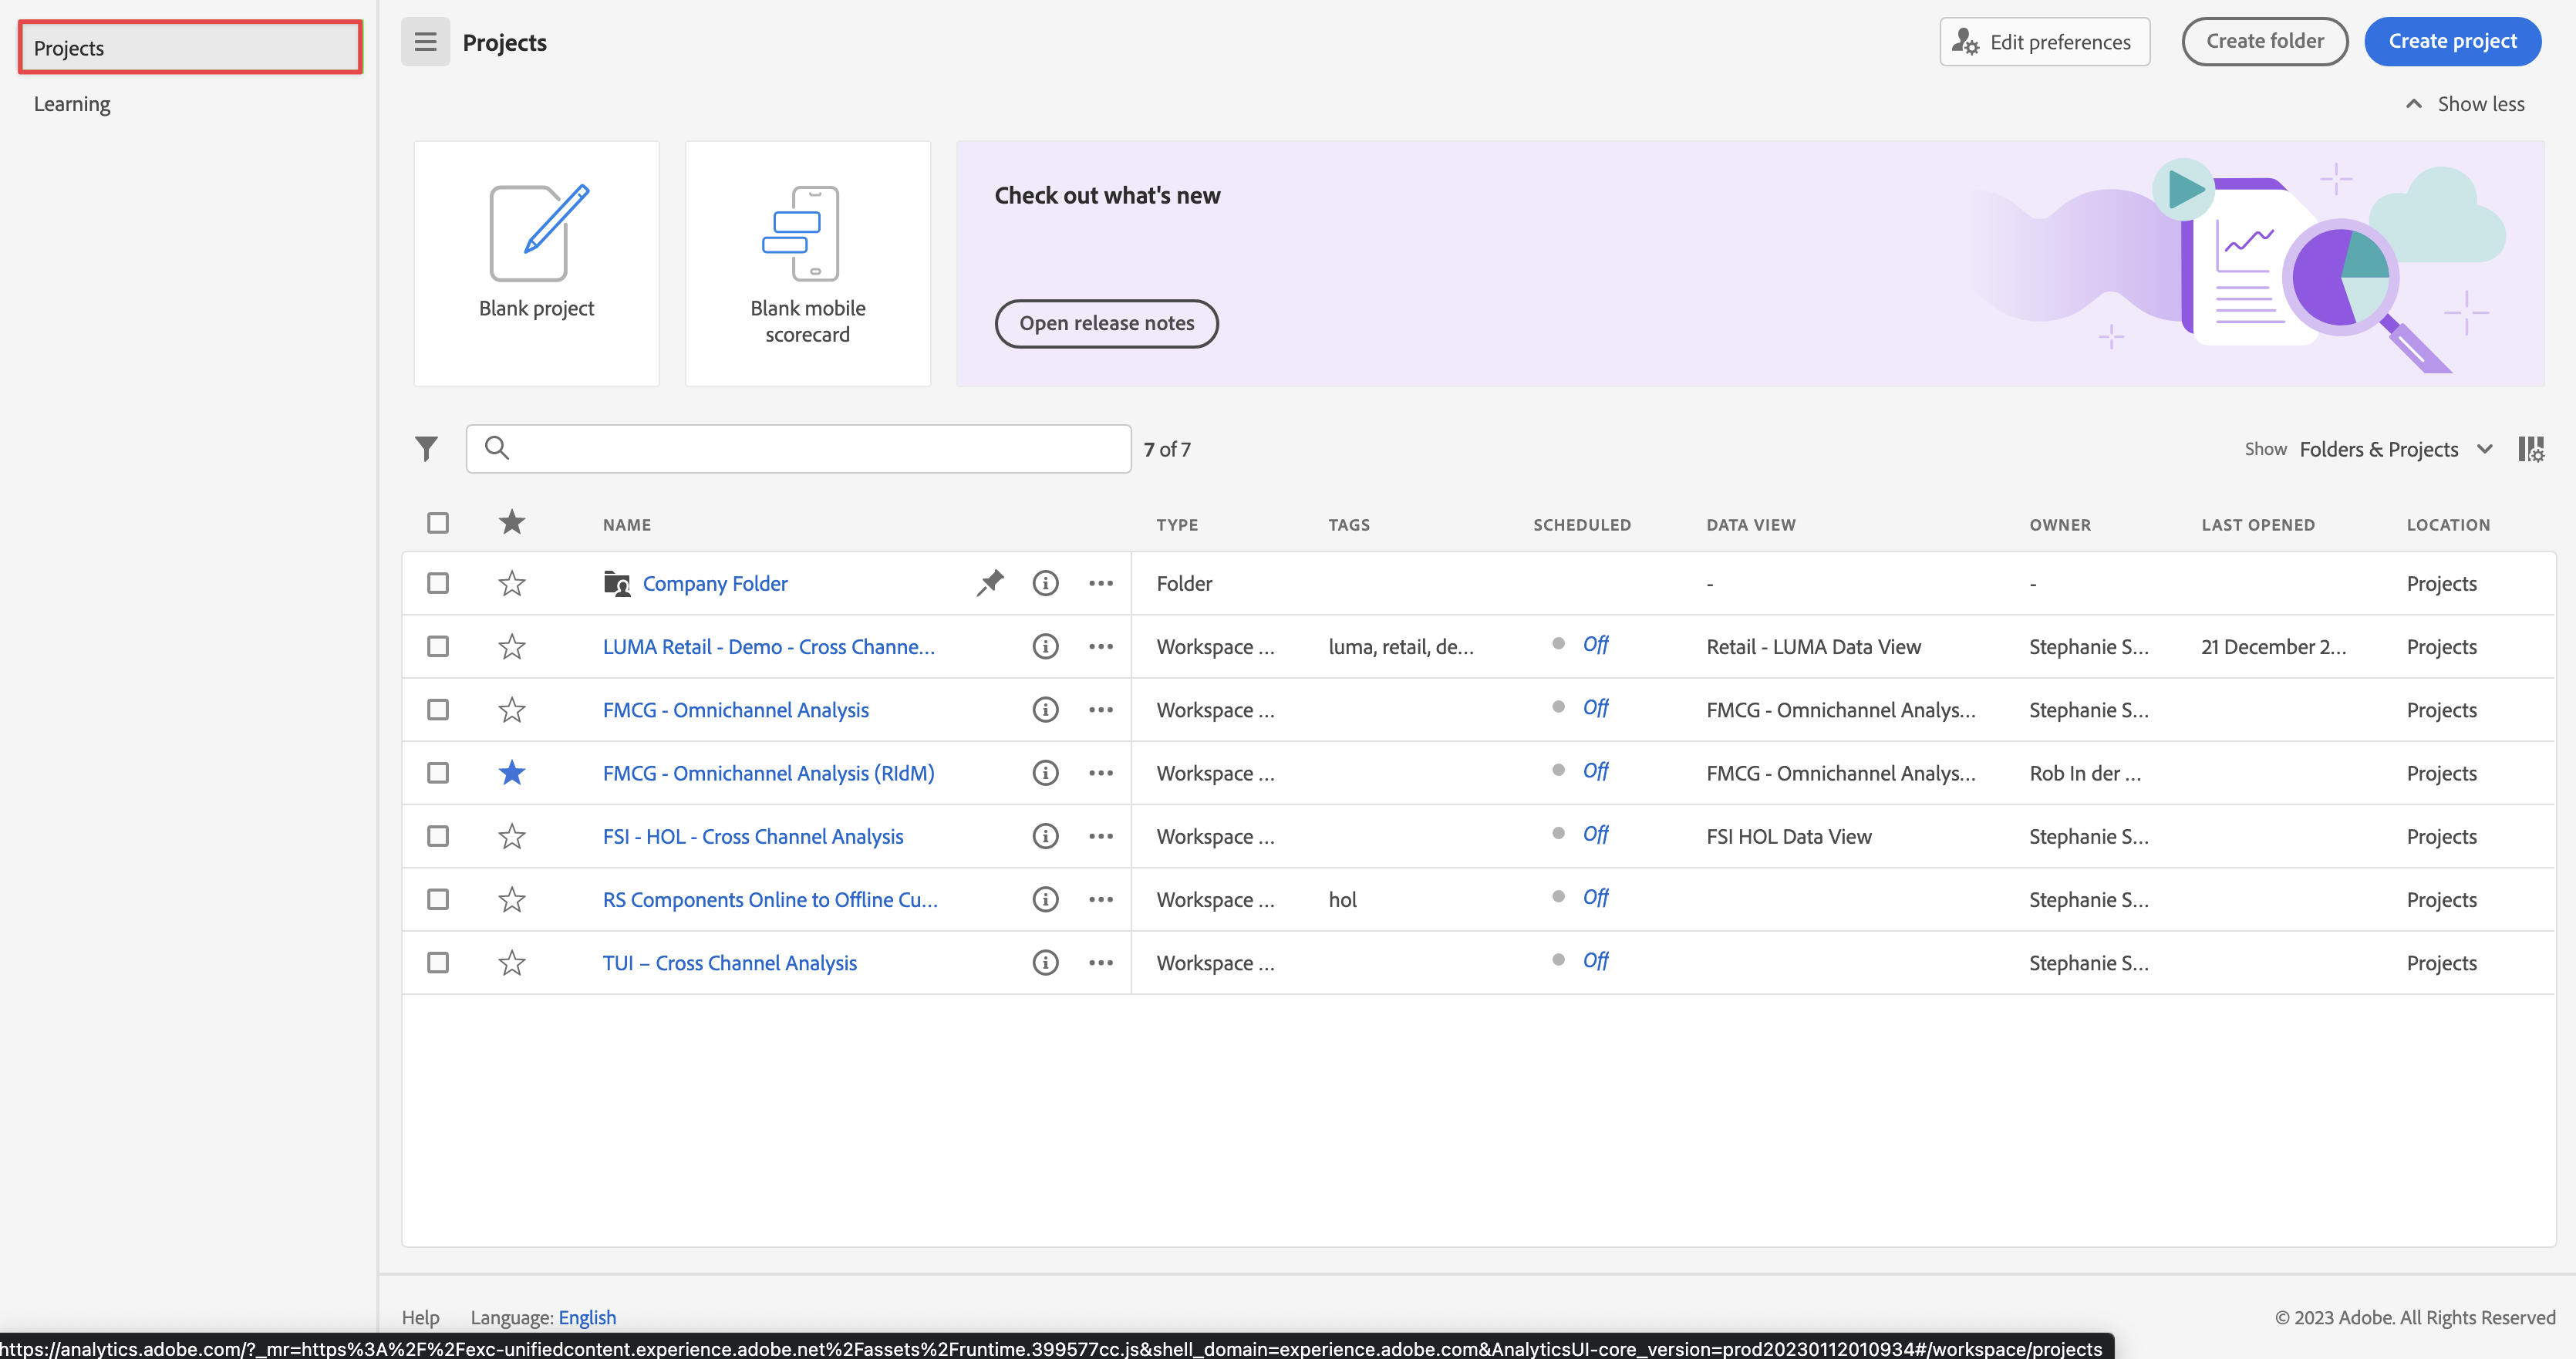 Projects
Learning
Projects
Edit preferences
Create folder
Create project
Show less
Blank project
Blank mobile
scorecard
Check out what's new
Open release notes
7 of 7
Show Folders & Projects
NAME TYPE TAGS SCHEDULED DATA VIEW OWNER LAST OPENED LOCATION
Company Folder Folder - - Projects
LUMA Retail - Demo - Cross Channe... Workspace ... luma, retail, de... Off Retail - LUMA Data View Stephanie S... 21 December 2... Projects
FMCG - Omnichannel Analysis Workspace ... Off FMCG - Omnichannel Analys... Stephanie S... Projects
FMCG - Omnichannel Analysis (RIdM) Workspace ... Off FMCG - Omnichannel Analys... Rob In der ... Projects
FSI - HOL - Cross Channel Analysis Workspace ... Off FSI HOL Data View Stephanie S... Projects
RS Components Online to Offline Cu... Workspace ... hol Off Stephanie S... Projects
TUI – Cross Channel Analysis Workspace ... Off Stephanie S... Projects
Help Language: English © 2023 Adobe. All Rights Reserved
https://analytics.adobe.com/?_mr=https%3A%2F%2Fexc-unifiedcontent.experience.adobe.net%2Fassets%2Fruntime.399577cc.js&shell_domain=experience.adobe.com&AnalyticsUI-core_version=prod20230112010934#/workspace/projects